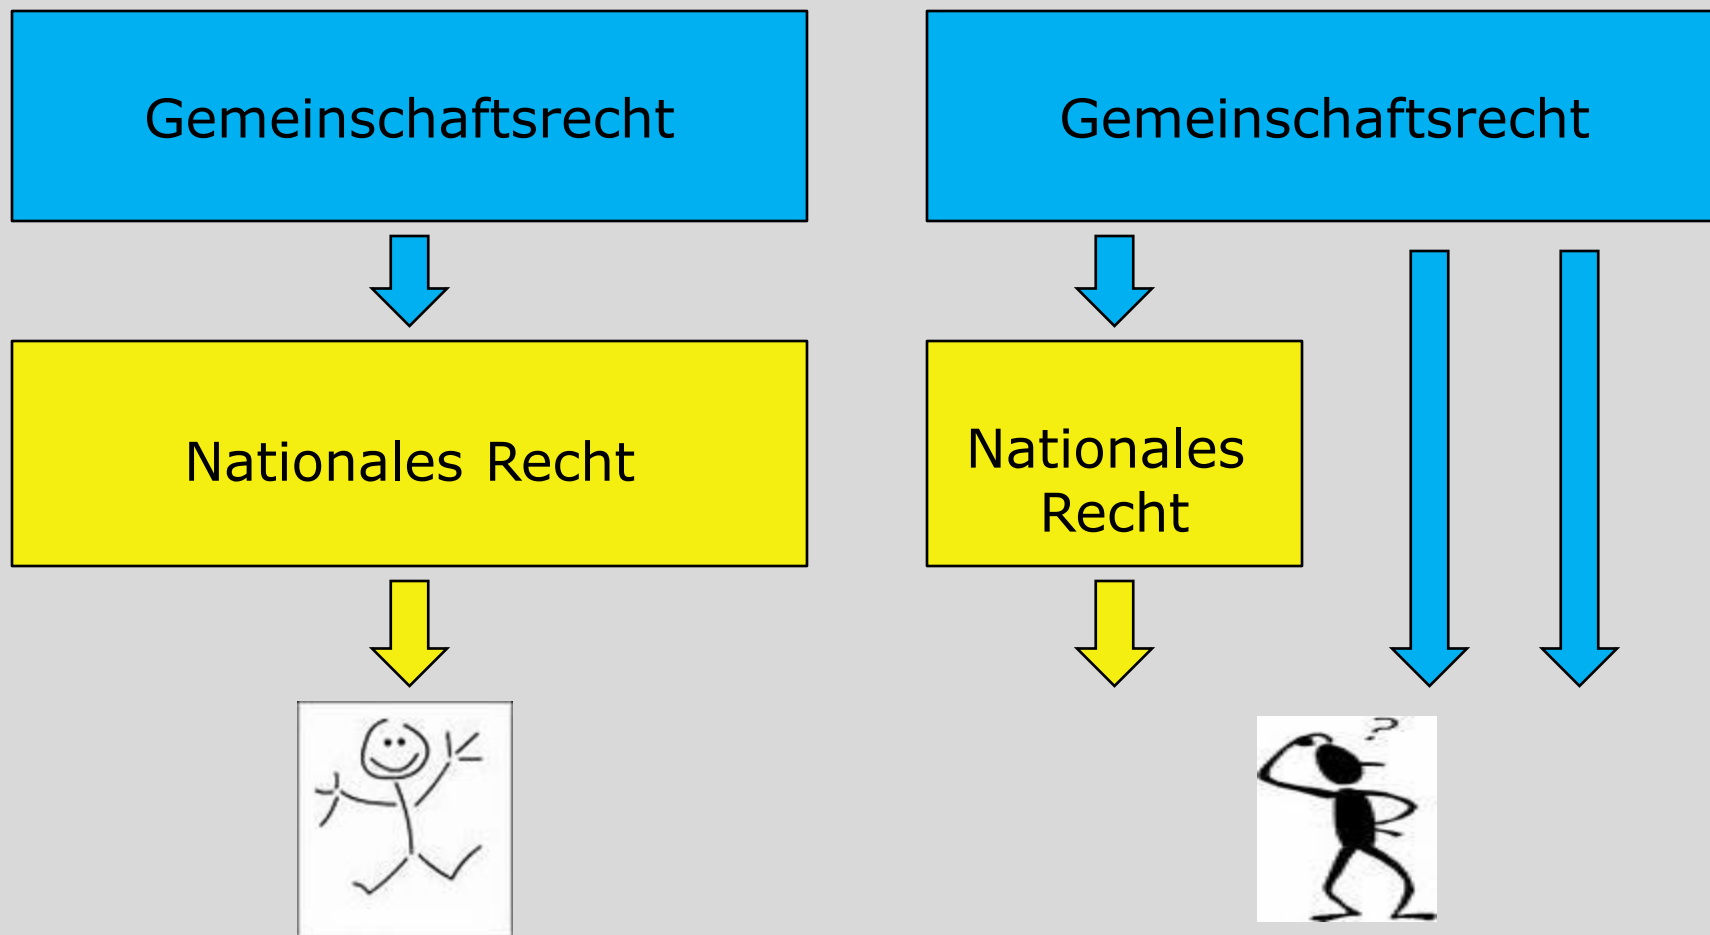 Gemeinschaftsrecht
Gemeinschaftsrecht
Nationales Recht
Nationales
Recht
?